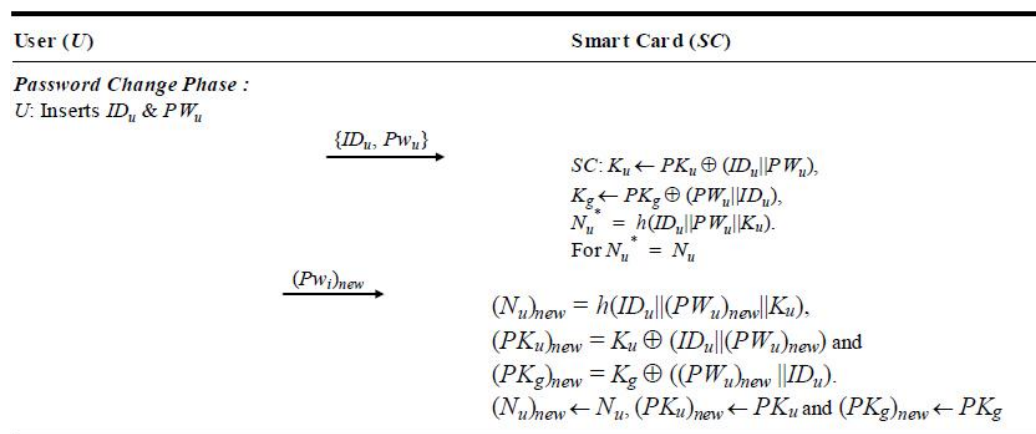 User (U) Smart Card (SC)
Password Change Phase :
U: Inserts ID_u & PW_u
{ID_u, Pw_u}
SC: K_u ← PK_u ⊕ (ID_u||PW_u),
K_g ← PK_g ⊕ (PW_u||ID_u),
N_u^* = h(ID_u||PW_u||K_u).
For N_u^* = N_u
(Pw_i)_new
(N_u)_new = h(ID_u||(PW_u)_new||K_u),
(PK_u)_new = K_u ⊕ (ID_u||(PW_u)_new) and
(PK_g)_new = K_g ⊕ ((PW_u)_new ||ID_u).
(N_u)_new ← N_u, (PK_u)_new ← PK_u and (PK_g)_new ← PK_g